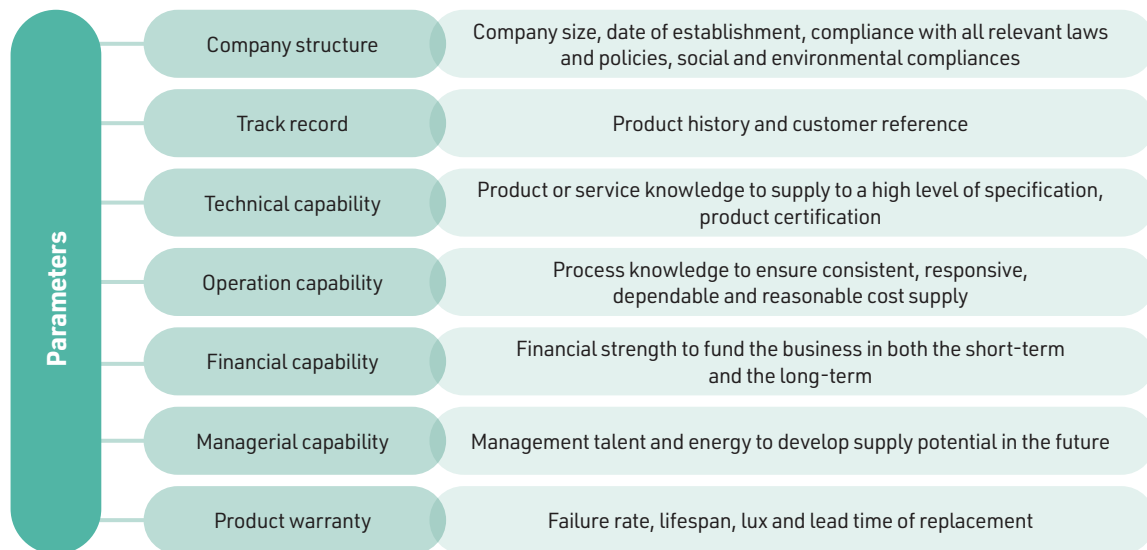 Parameters
Company structure
Company size, date of establishment, compliance with all relevant laws
and policies, social and environmental compliances
Track record
Product history and customer reference
Technical capability
Product or service knowledge to supply to a high level of specification,
product certification
Operation capability
Process knowledge to ensure consistent, responsive,
dependable and reasonable cost supply
Financial capability
Financial strength to fund the business in both the short-term
and the long-term
Managerial capability
Management talent and energy to develop supply potential in the future
Product warranty
Failure rate, lifespan, lux and lead time of replacement